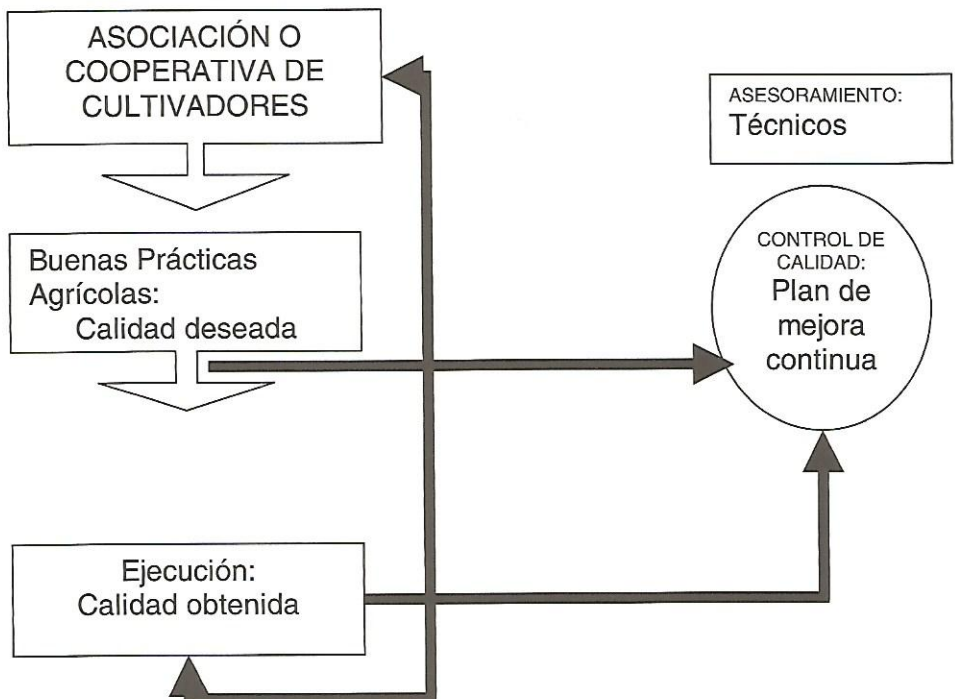 ASOCIACIÓN O
COOPERATIVA DE
CULTIVADORES
ASESORAMIENTO:
Técnicos
Buenas Prácticas
Agrícolas:
Calidad deseada
CONTROL DE
CALIDAD:
Plan de
mejora
continua
Ejecución:
Calidad obtenida